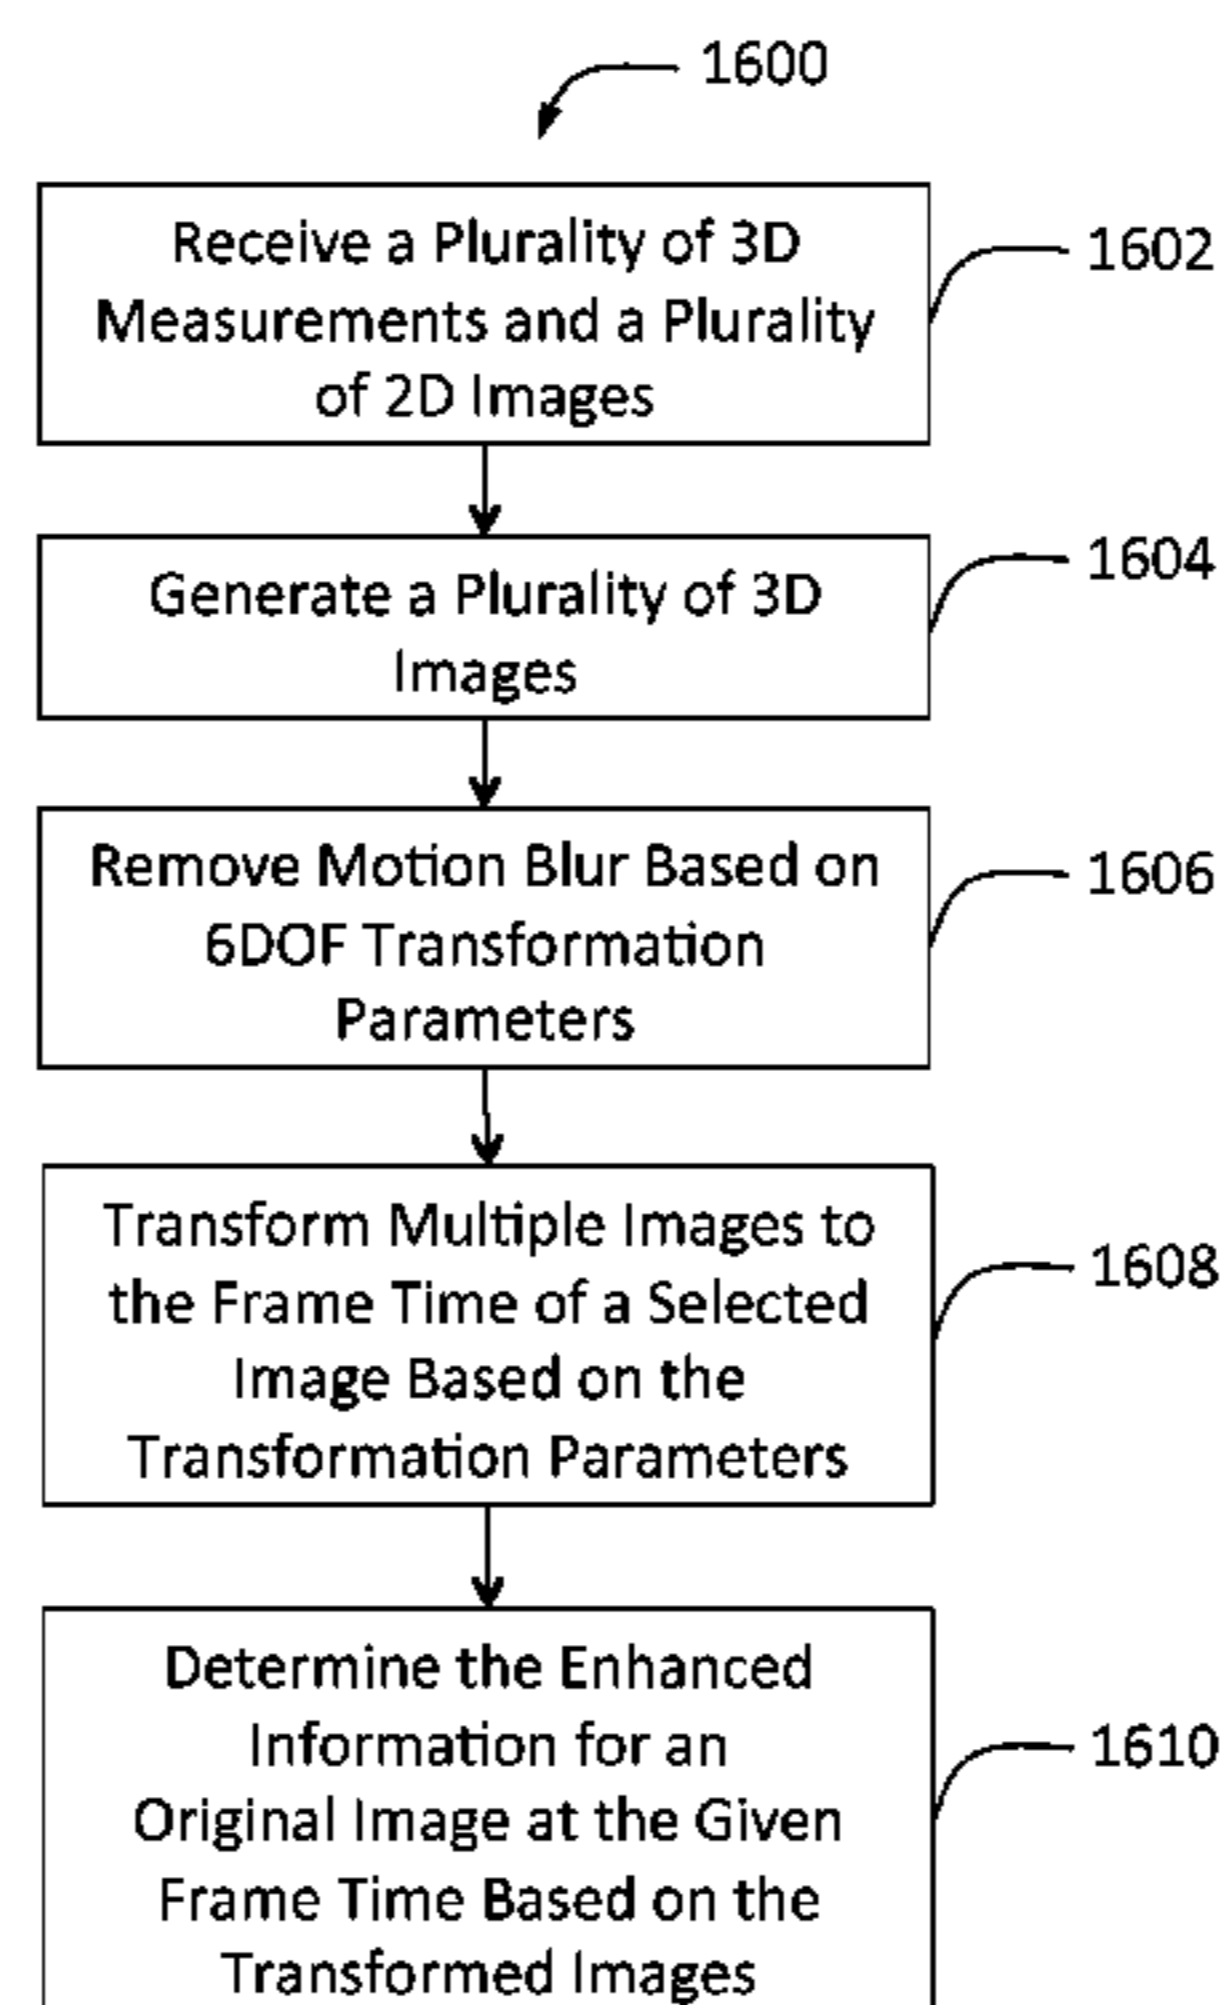 1600
Receive a Plurality of 3D
Measurements and a Plurality
of 2D Images
1602
Generate a Plurality of 3D
Images
1604
Remove Motion Blur Based on
6DOF Transformation
Parameters
1606
Transform Multiple Images to
the Frame Time of a Selected
Image Based on the
Transformation Parameters
1608
Determine the Enhanced
Information for an
Original Image at the Given
Frame Time Based on the
Transformed Images
1610